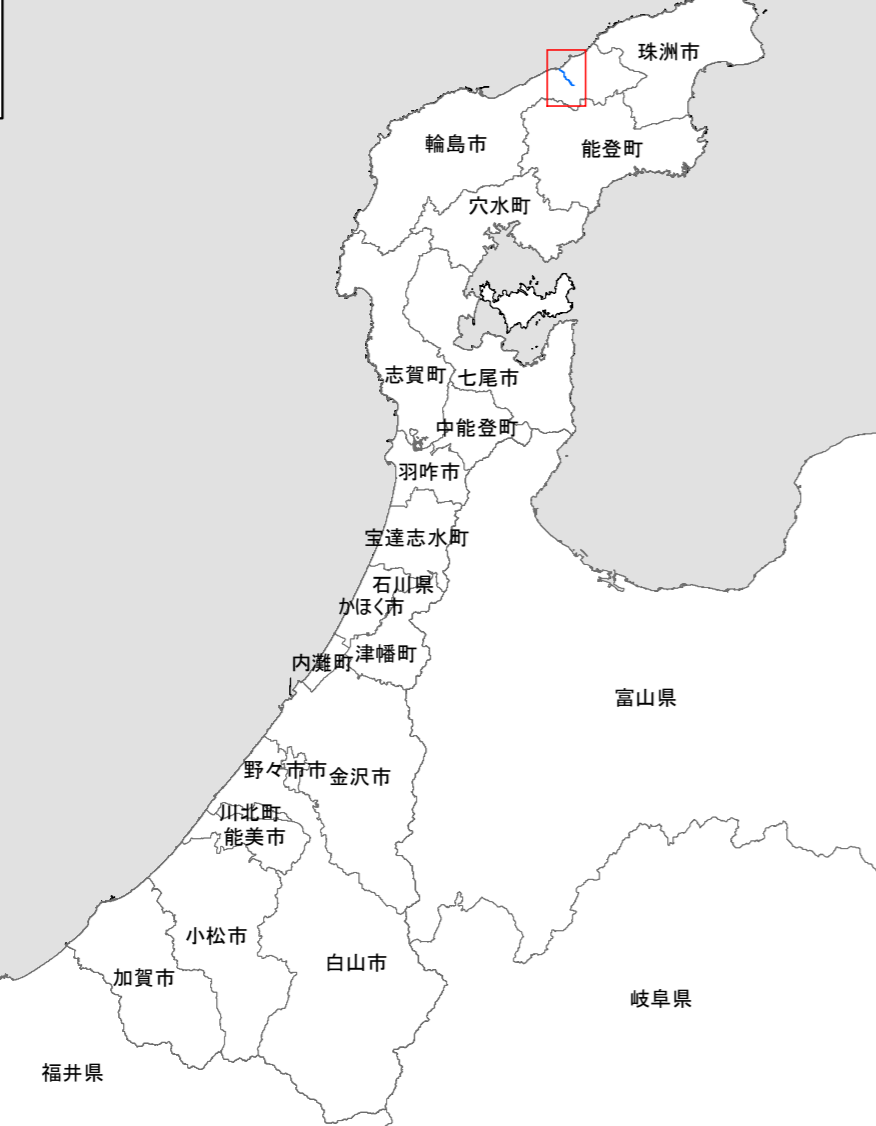 珠洲市
輪島市
能登町
穴水町
志賀町
七尾市
中能登町
羽咋市
宝達志水町
石川県
かほく市
内灘町
津幡町
富山県
野々市市
金沢市
川北町
能美市
小松市
白山市
加賀市
岐阜県
福井県